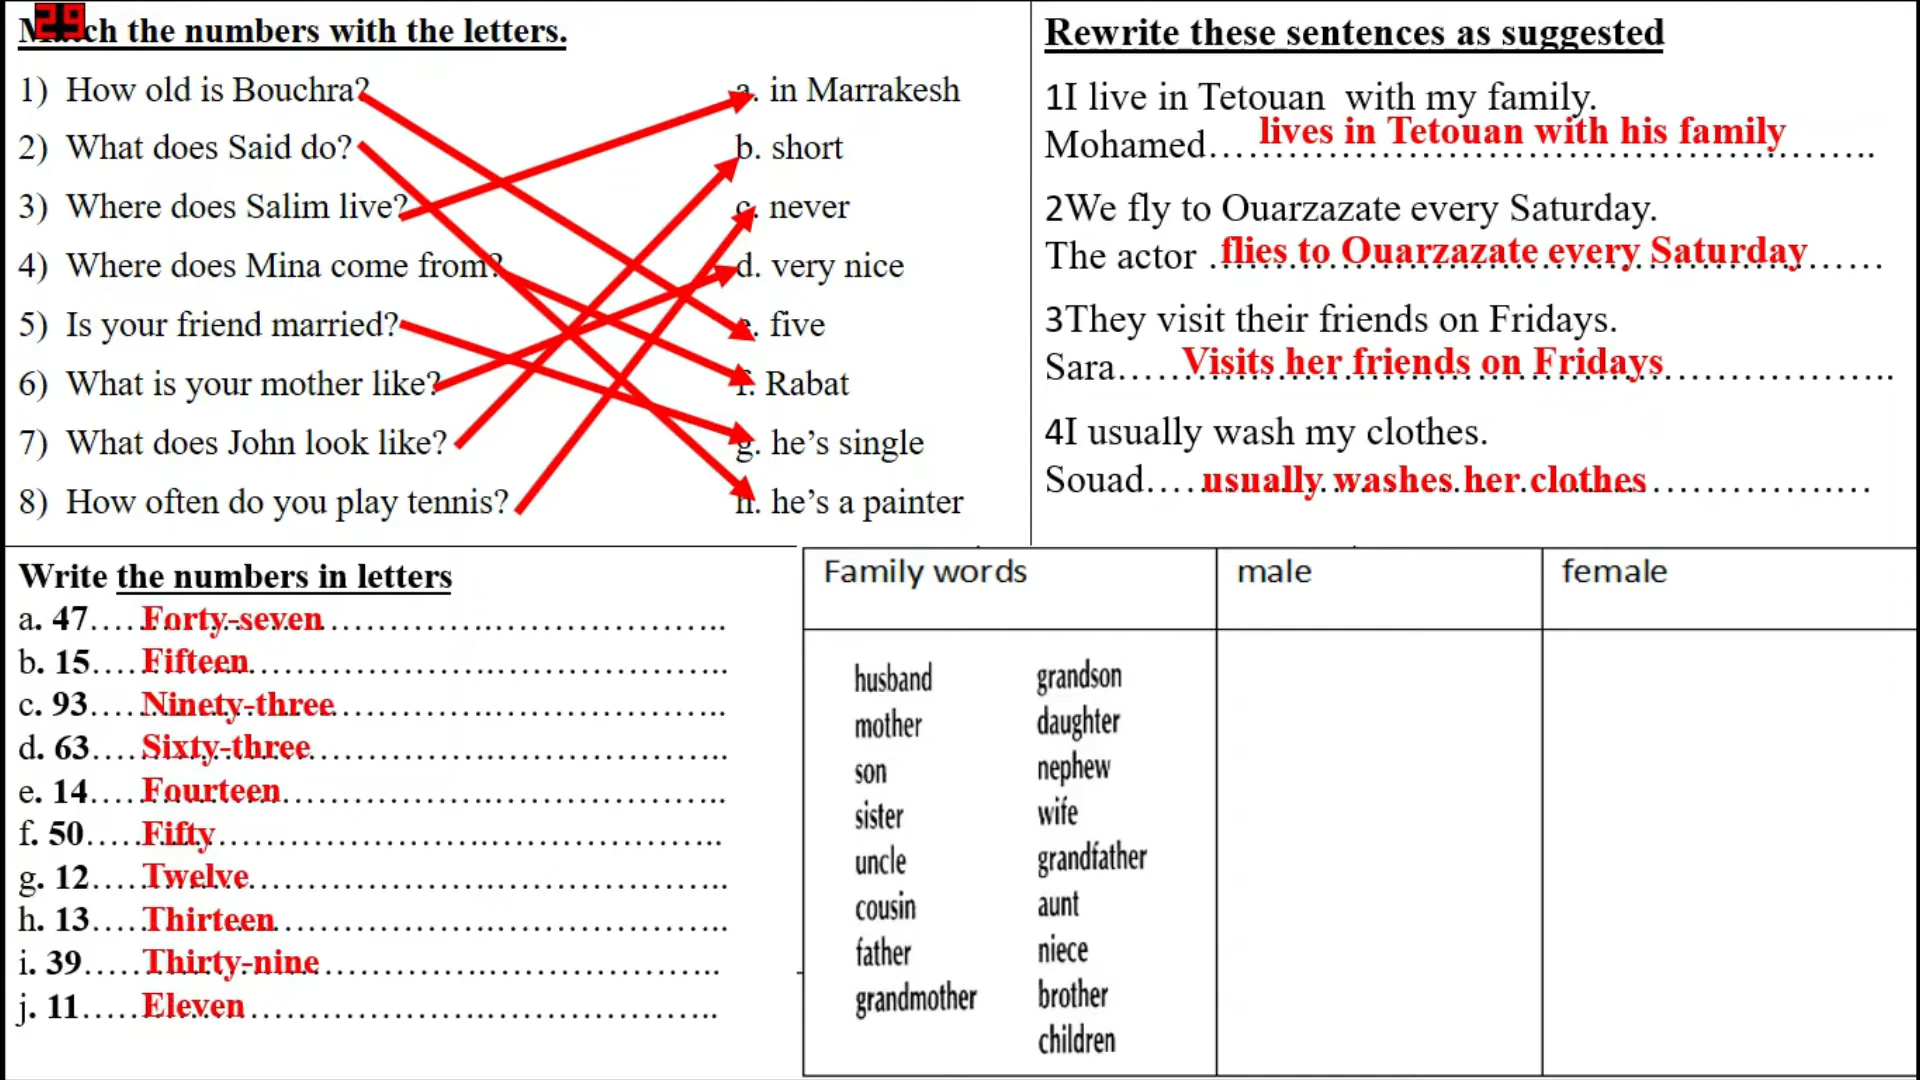 29
Match the numbers with the letters.
1) How old is Bouchra? a. in Marrakesh
2) What does Said do? b. short
3) Where does Salim live? c. never
4) Where does Mina come from? d. very nice
5) Is your friend married? e. five
6) What is your mother like? f. Rabat
7) What does John look like? g. he's single
8) How often do you play tennis? h. he's a painter
Rewrite these sentences as suggested
1I live in Tetouan with my family.
Mohamed lives in Tetouan with his family
2We fly to Ouarzazate every Saturday.
The actor flies to Ouarzazate every Saturday
3They visit their friends on Fridays.
Sara Visits her friends on Fridays
4I usually wash my clothes.
Souad usually washes her clothes
Write the numbers in letters
a. 47 Forty-seven
b. 15 Fifteen
c. 93 Ninety-three
d. 63 Sixty-three
e. 14 Fourteen
f. 50 Fifty
g. 12 Twelve
h. 13 Thirteen
i. 39 Thirty-nine
j. 11 Eleven
Family words male female
husband grandson
mother daughter
son nephew
sister wife
uncle grandfather
cousin aunt
father niece
grandmother brother
children